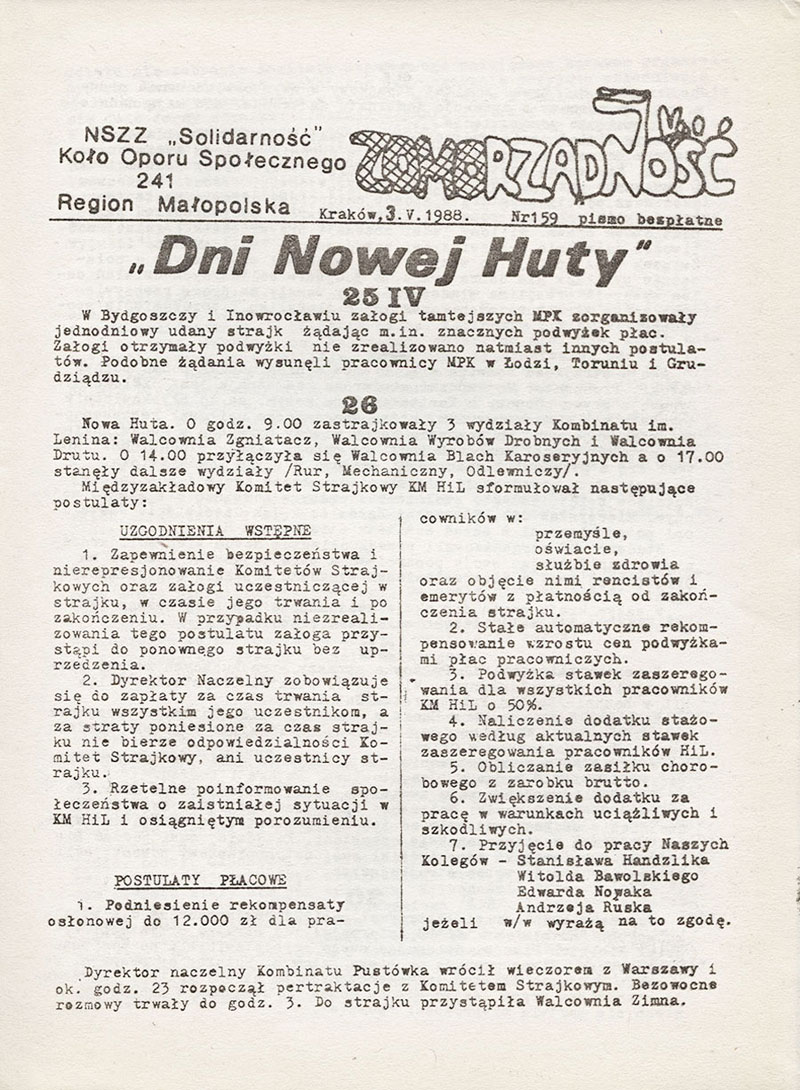 NSZZ „Solidarność"
Koło Oporu Społecznego
241
Region Małopolska
ZOMORZĄDNOŚĆ
Kraków, 3.V.1988. Nr159 pismo bezpłatne
„Dni Nowej Huty"
25 IV
W Bydgoszczy i Inowrocławiu załogi tamtejszych MPK zorganizowały
jednodniowy udany strajk żądając m.in. znacznych podwyżek płac.
Załogi otrzymały podwyżki nie zrealizowano natmiast innych postula-
tów. Podobne żądania wysunęli pracownicy MPK w Łodzi, Toruniu i Gru-
dziądzu.
26
Nowa Huta. O godz. 9.00 zastrajkowały 3 wydziały Kombinatu im.
Lenina: Walcownia Zgniatacz, Walcownia Wyrobów Drobnych i Walcownia
Drutu. O 14.00 przyłączyła się Walcownia Blach Karoseryjnych a o 17.00
stanęły dalsze wydziały /Rur, Mechaniczny, Odlewniczy/.
Międzyzakładowy Komitet Strajkowy KM HiL sformułował następujące
postulaty:
UZGODNIENIA WSTĘPNE
1. Zapewnienie bezpieczeństwa i
nierepresjonowanie Komitetów Straj-
kowych oraz załogi uczestniczącej w
strajku, w czasie jego trwania i po
zakończeniu. W przypadku niezreali-
zowania tego postulatu załoga przy-
stąpi do ponownego strajku bez up-
rzedzenia.
2. Dyrektor Naczelny zobowiązuje
się do zapłaty za czas trwania st-
rajku wszystkim jego uczestnikom, a
za straty poniesione za czas straj-
ku nie bierze odpowiedzialności Ko-
mitet Strajkowy, ani uczestnicy st-
rajku.
3. Rzetelne poinformowanie spo-
łeczeństwa o zaistniałej sytuacji w
KM HiL i osiągniętym porozumieniu.
POSTULATY PŁACOWE
1. Podniesienie rekompensaty
osłonowej do 12.000 zł dla pra-
cowników w:
przemyśle,
oświacie,
służbie zdrowia
oraz objęcie nimi rencistów i
emerytów z płatnością od zakoń-
czenia strajku.
2. Stałe automatyczne rekom-
pensowanie wzrostu cen podwyżka-
mi płac pracowniczych.
3. Podwyżka stawek zaszerego-
wania dla wszystkich pracowników
KM HiL o 50%.
4. Naliczenie dodatku stażo-
wego według aktualnych stawek
zaszeregowania pracowników HiL.
5. Obliczanie zasiłku choro-
bowego z zarobku brutto.
6. Zwiększenie dodatku za
pracę w warunkach uciążliwych i
szkodliwych.
7. Przyjęcie do pracy Naszych
Kolegów - Stanisława Handzlika
Witolda Bawolskiego
Edwarda Nowaka
Andrzeja Ruska
jeżeli w/w wyrażą na to zgodę.
Dyrektor naczelny Kombinatu Pustówka wrócił wieczorem z Warszawy i
ok. godz. 23 rozpoczął pertraktacje z Komitetem Strajkowym. Bezowocne
rozmowy trwały do godz. 3. Do strajku przystąpiła Walcownia Zimna.